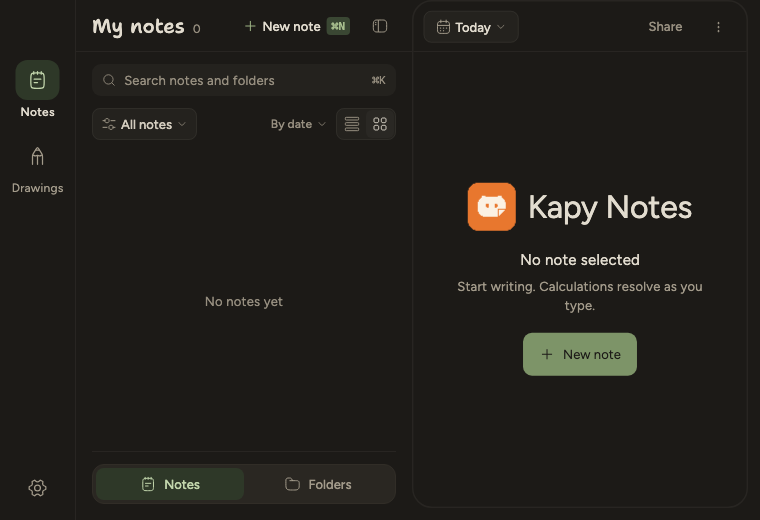 My notes 0
+ New note ⌘N
Today
Share
Search notes and folders ⌘K
Notes
All notes
By date
Drawings
Kapy Notes
No note selected
Start writing. Calculations resolve as you
type.
No notes yet
+ New note
Notes
Folders